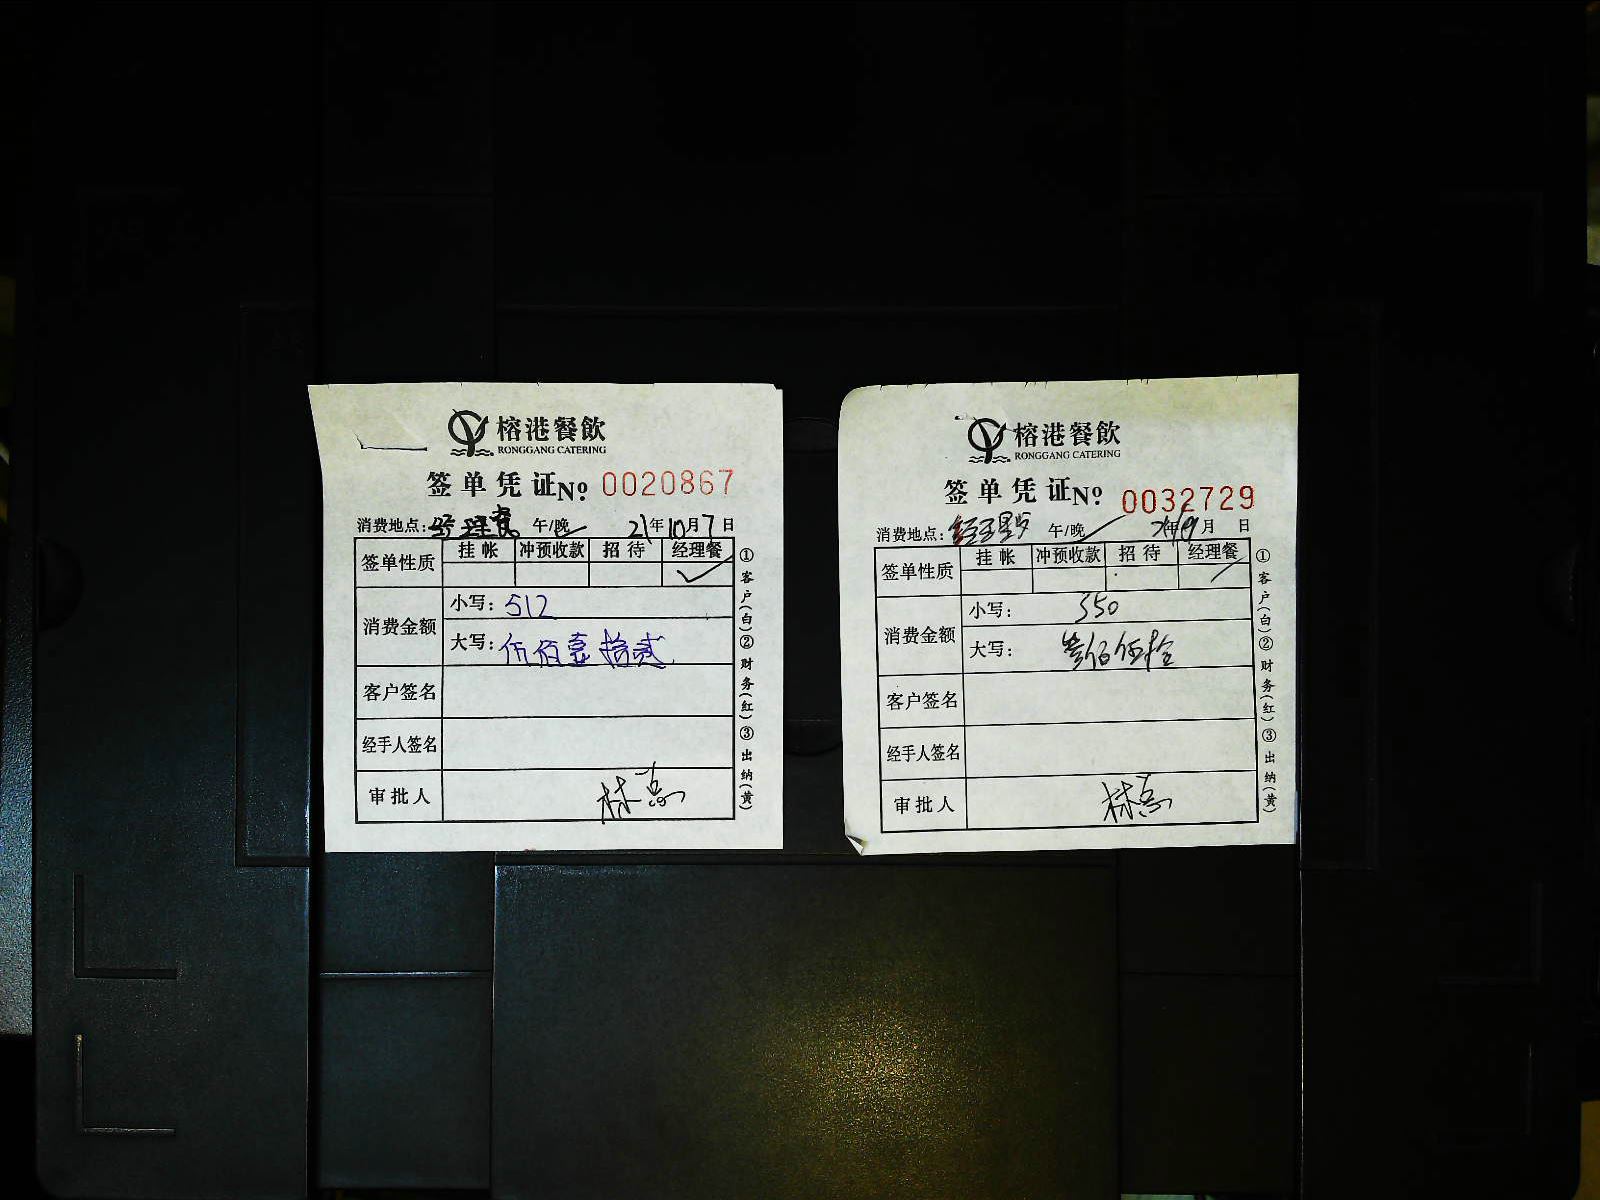 榕港餐飲
RONGGANG CATERING
签单凭证№ 0020867
消费地点: 午/晚 21年10月7日
签单性质 挂帐 冲预收款 招待 经理餐
消费金额
小写: 512
大写: 伍佰壹拾贰
客户签名
经手人签名
审批人 林
①客户(白)②财务(红)③出纳(黄)
榕港餐飲
RONGGANG CATERING
签单凭证№ 0032729
消费地点: 午/晚 年 月 日
签单性质 挂帐 冲预收款 招待 经理餐
消费金额
小写: 350
大写: 叁佰伍拾
客户签名
经手人签名
审批人 林
①客户(白)②财务(红)③出纳(黄)